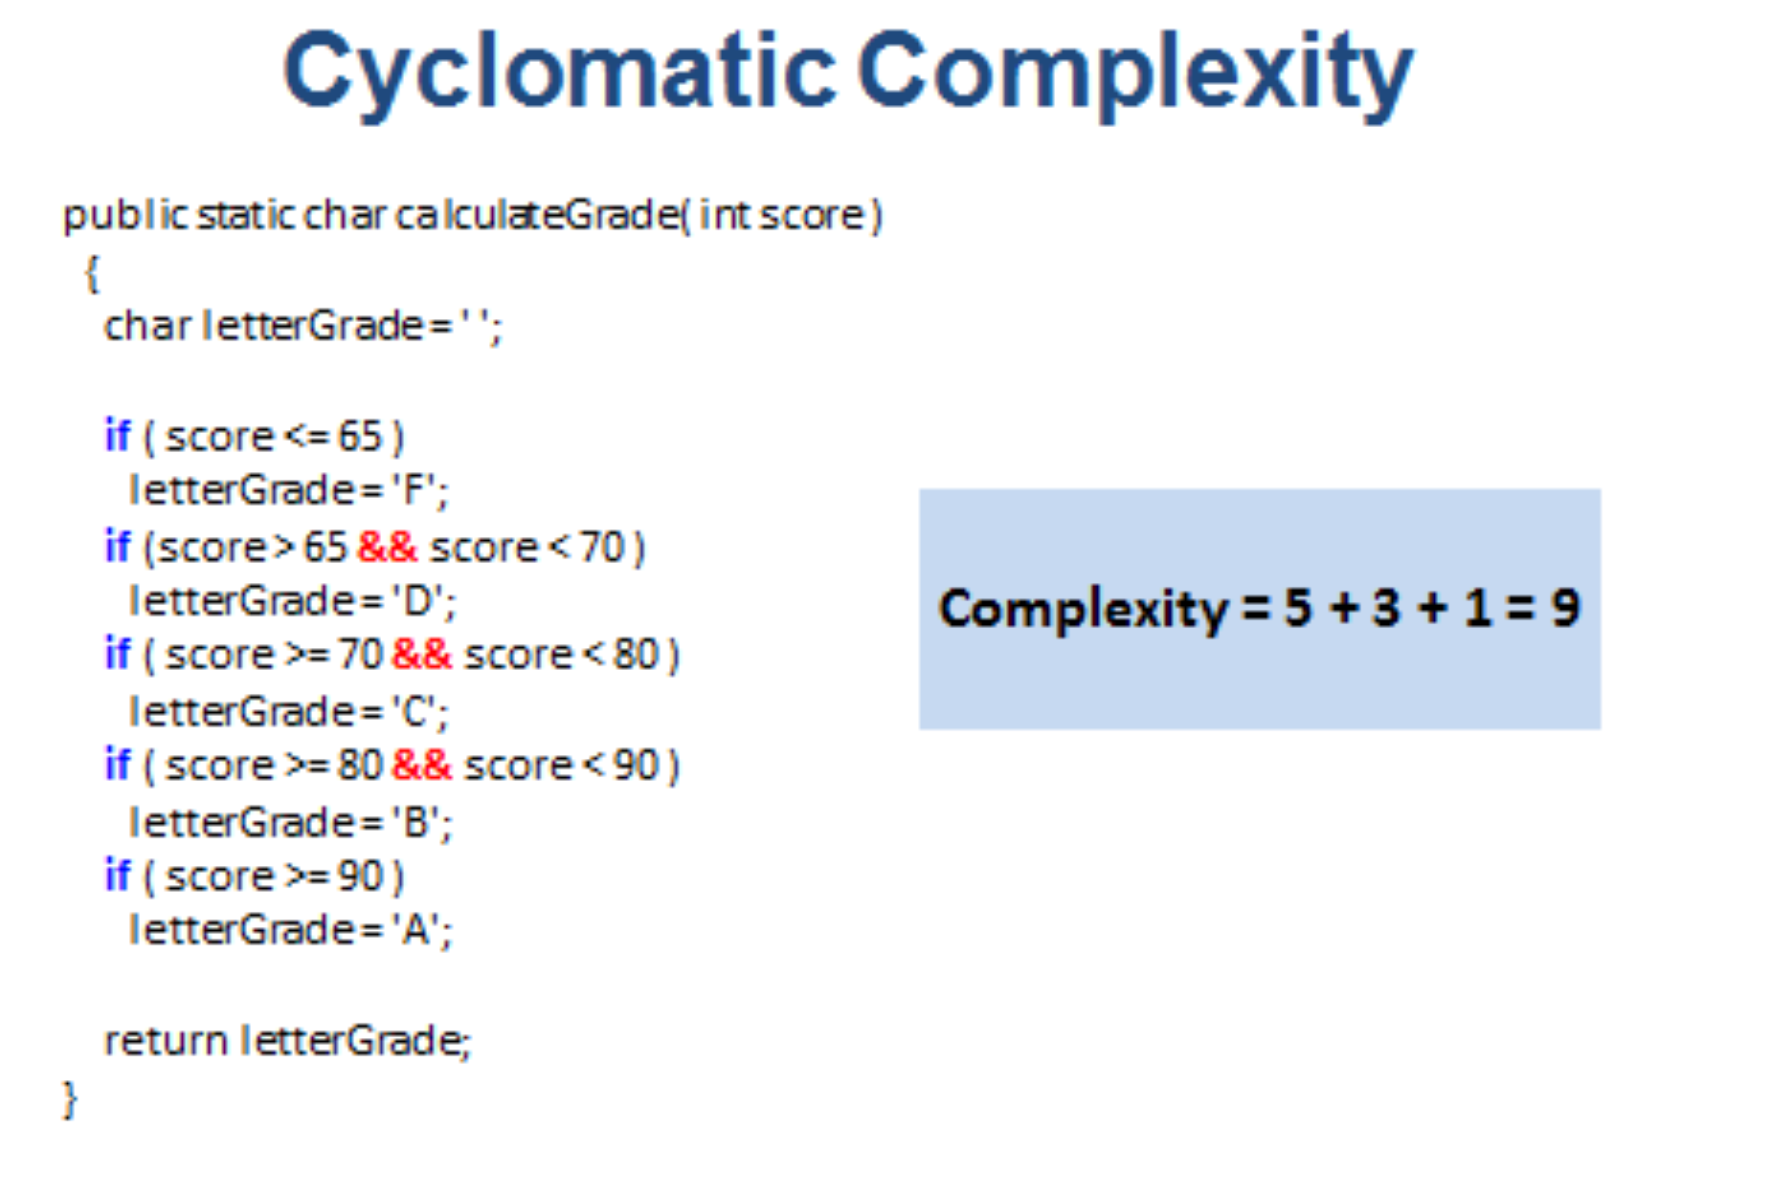 Cyclomatic Complexity
public static char calculateGrade( int score )
{
char letterGrade = ' ';
if ( score <= 65 )
letterGrade = 'F';
if (score > 65 && score < 70 )
letterGrade = 'D';
if ( score >= 70 && score < 80 )
letterGrade = 'C';
if ( score >= 80 && score < 90 )
letterGrade = 'B';
if ( score >= 90 )
letterGrade = 'A';
return letterGrade;
}
Complexity = 5 + 3 + 1 = 9